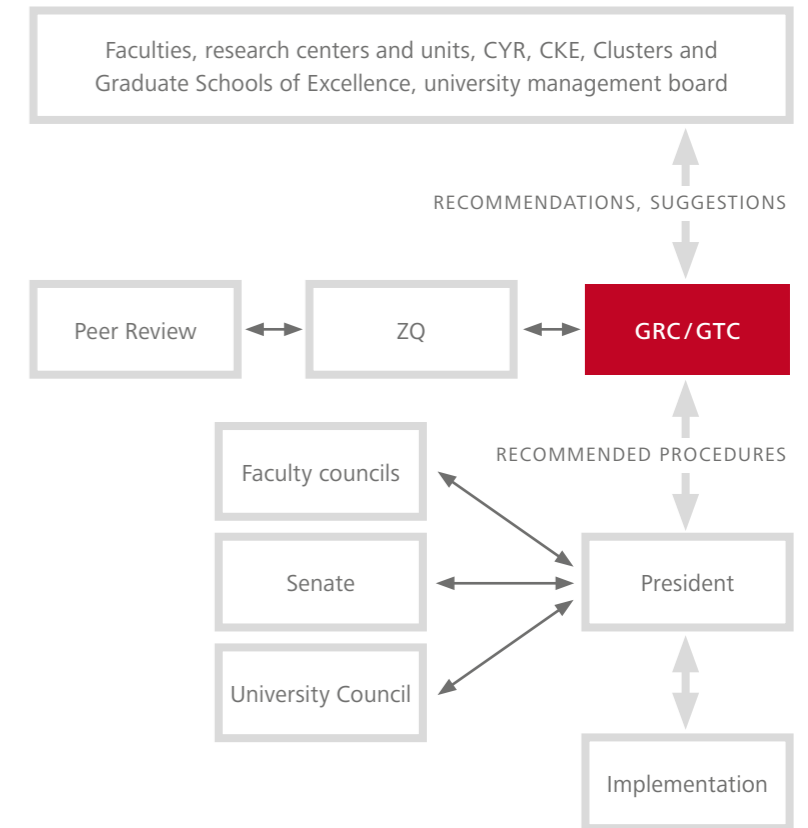 Faculties, research centers and units, CYR, CKE, Clusters and
Graduate Schools of Excellence, university management board
RECOMMENDATIONS, SUGGESTIONS
Peer Review
ZQ
GRC/GTC
RECOMMENDED PROCEDURES
Faculty councils
Senate
President
University Council
Implementation